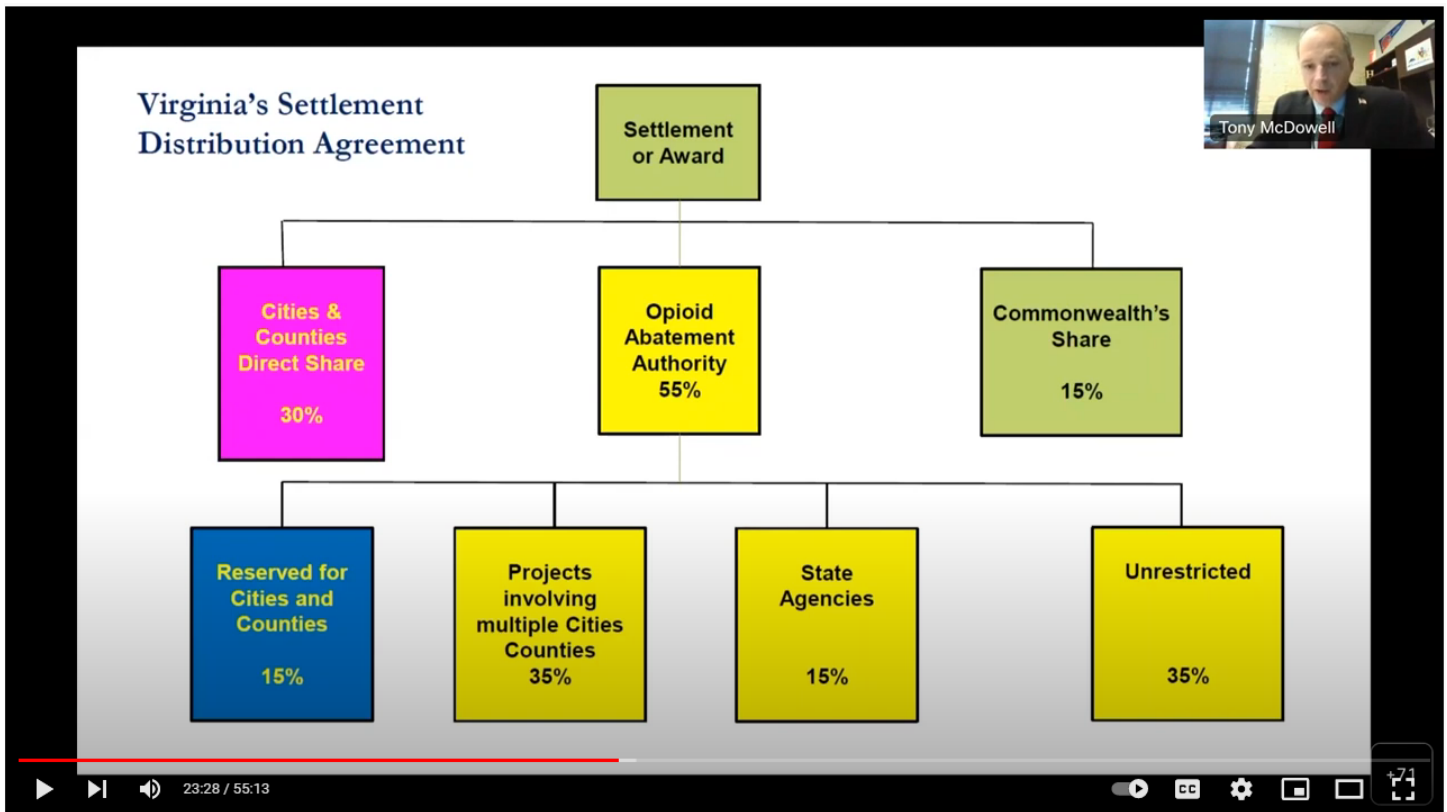 Virginia's Settlement
Distribution Agreement
Settlement
or Award
Tony McDowell
Cities &
Counties
Direct Share
30%
Opioid
Abatement
Authority
55%
Commonwealth's
Share
15%
Reserved for
Cities and
Counties
15%
Projects
involving
multiple Cities
Counties
35%
State
Agencies
15%
Unrestricted
35%
23:28 / 55:13
CC
+71